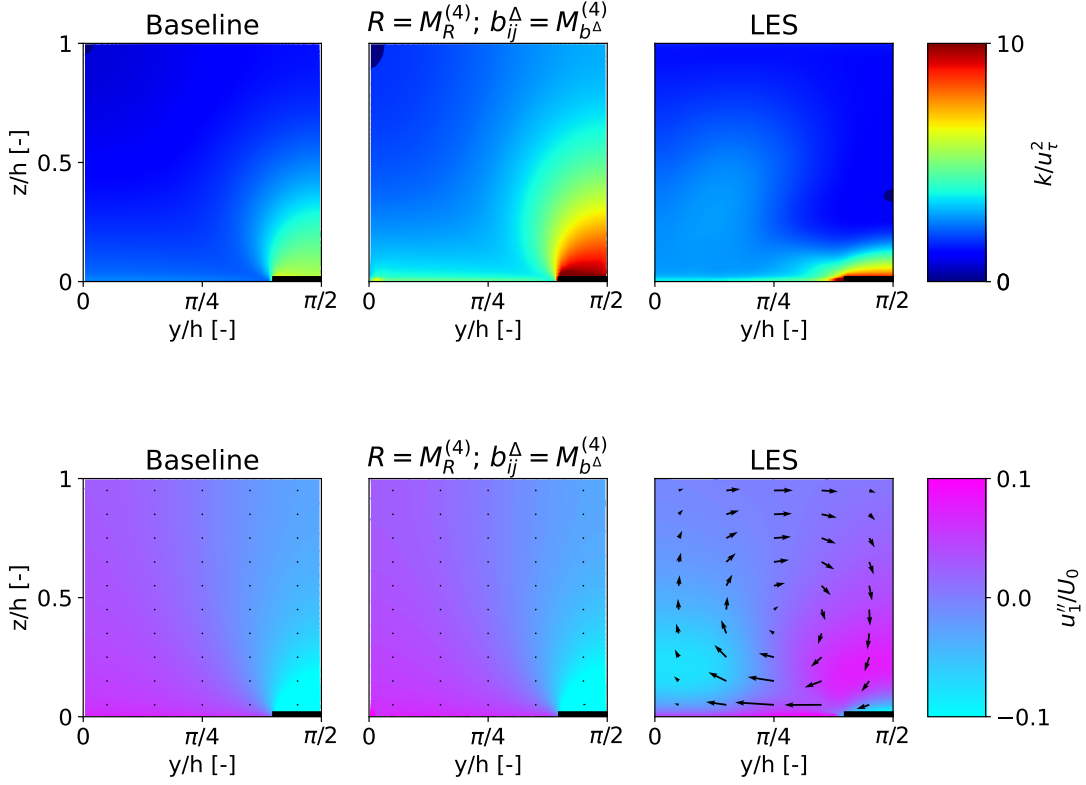 Baseline
R = M_R^(4); b_ij^Δ = M_b^Δ^(4)
LES
1
0.5
0
z/h [-]
0
π/4
π/2
y/h [-]
0
π/4
π/2
y/h [-]
0
π/4
π/2
y/h [-]
10
0
k/u_τ^2
Baseline
R = M_R^(4); b_ij^Δ = M_b^Δ^(4)
LES
1
0.5
0
z/h [-]
0
π/4
π/2
y/h [-]
0
π/4
π/2
y/h [-]
0
π/4
π/2
y/h [-]
0.1
0.0
−0.1
u_1''/U_0